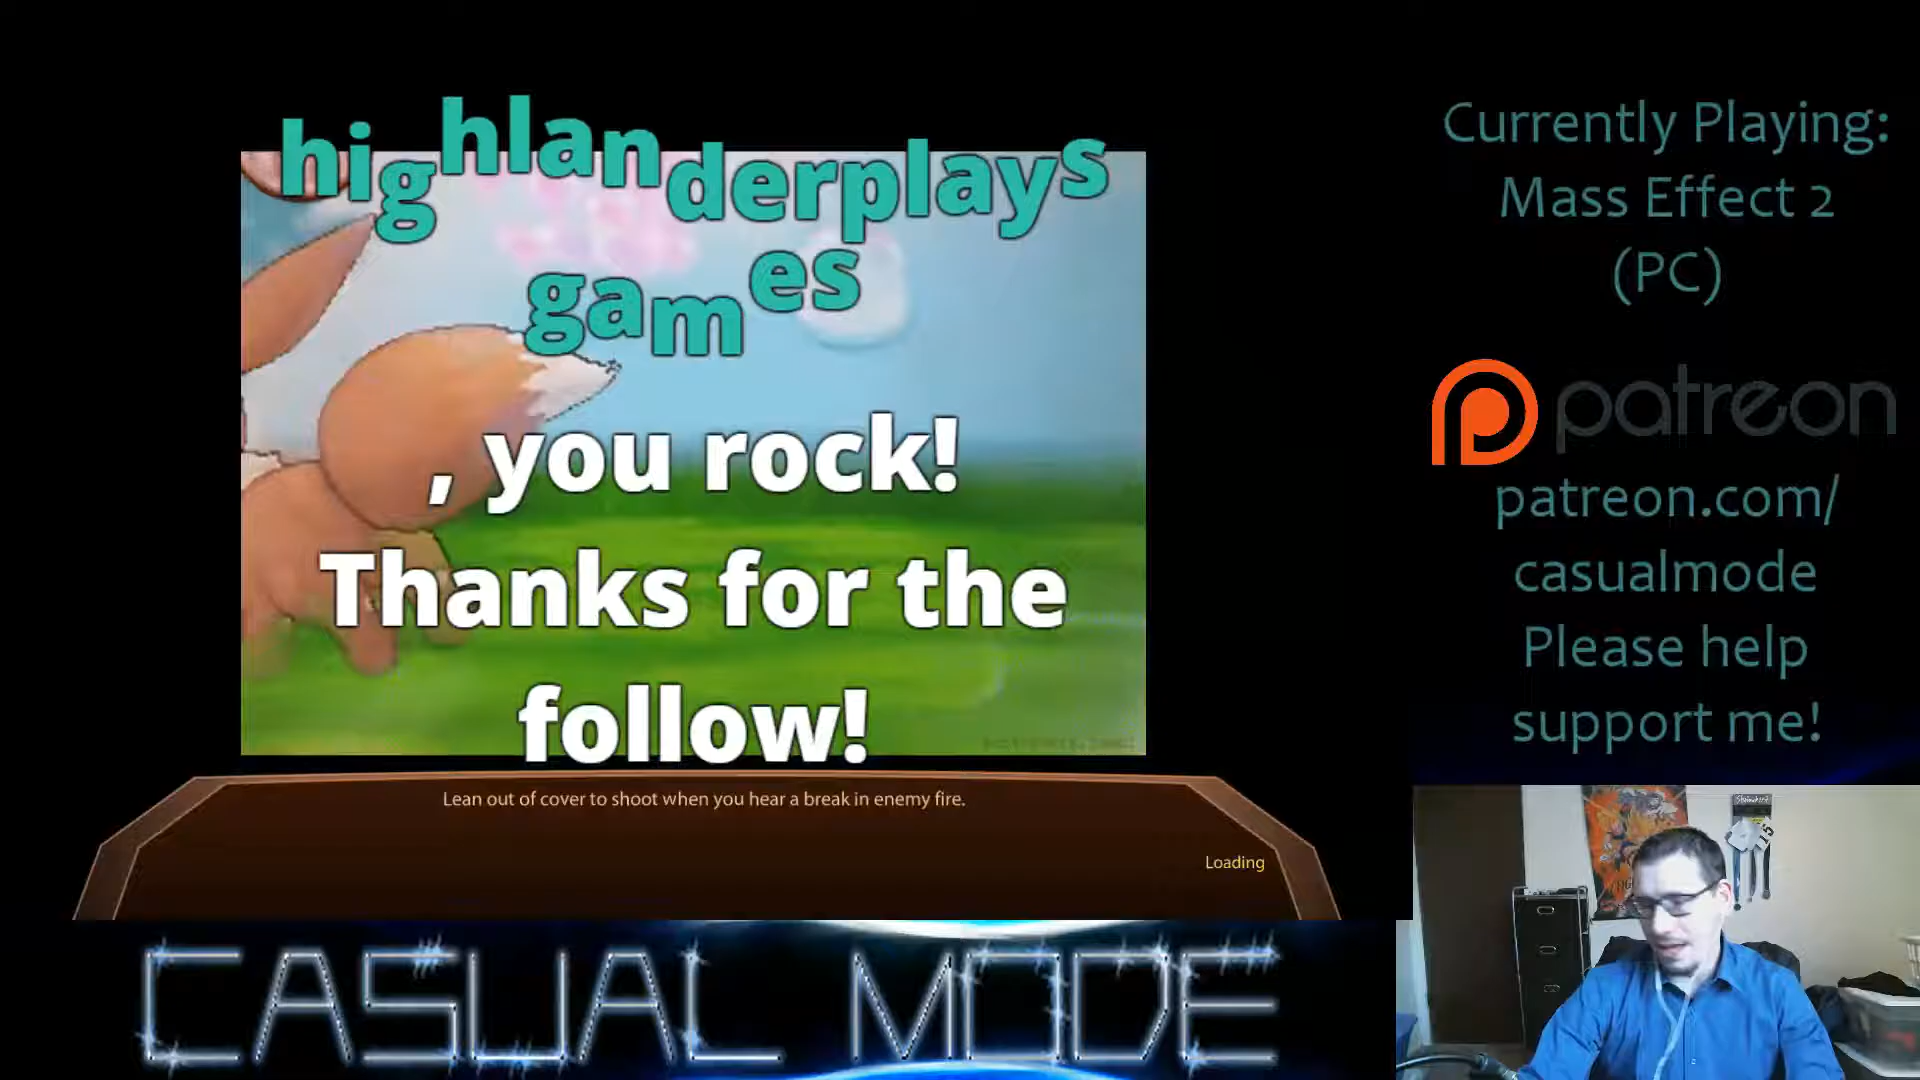 highlanderplays
games
, you rock!
Thanks for the
follow!
Lean out of cover to shoot when you hear a break in enemy fire.
Loading
CASUAL MODE
Currently Playing:
Mass Effect 2
(PC)
patreon
patreon.com/
casualmode
Please help
support me!